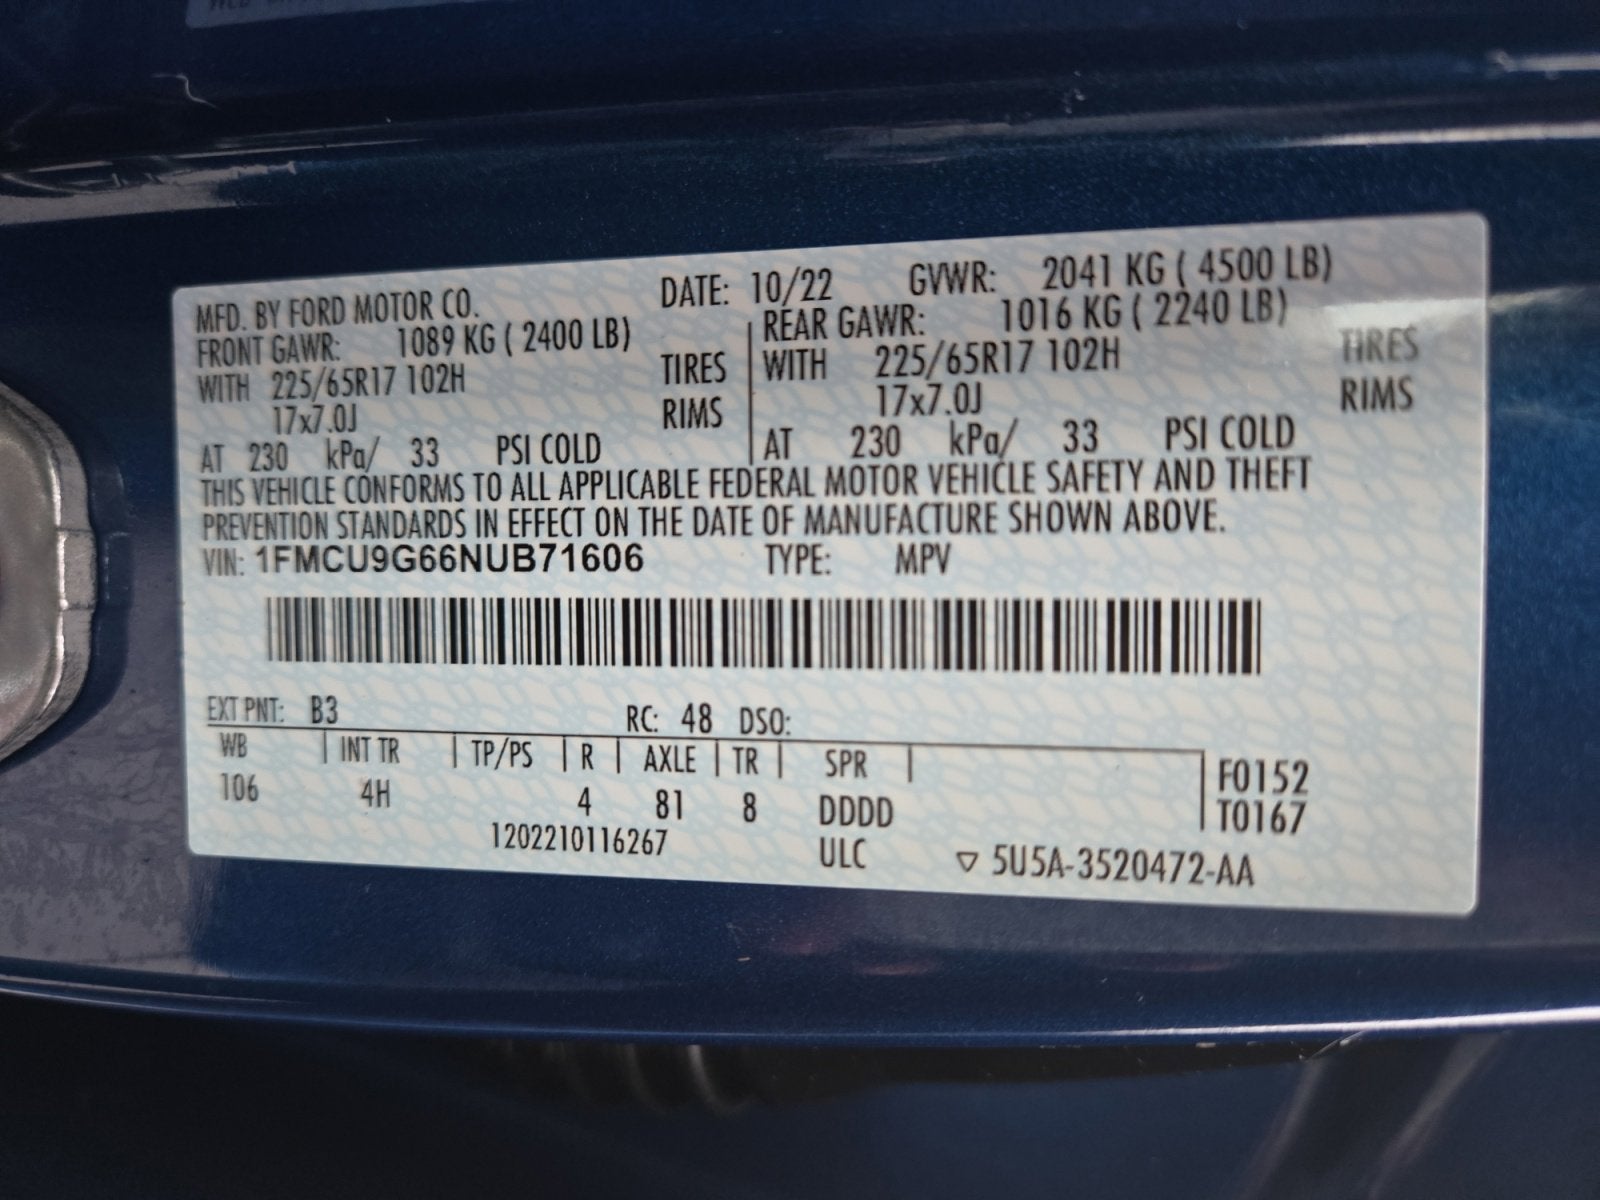 MFD. BY FORD MOTOR CO. DATE: 10/22 GVWR: 2041 KG ( 4500 LB)
FRONT GAWR: 1089 KG ( 2400 LB) REAR GAWR: 1016 KG ( 2240 LB)
WITH 225/65R17 102H TIRES WITH 225/65R17 102H TIRES
17x7.0J RIMS 17x7.0J RIMS
AT 230 kPa/ 33 PSI COLD AT 230 kPa/ 33 PSI COLD
THIS VEHICLE CONFORMS TO ALL APPLICABLE FEDERAL MOTOR VEHICLE SAFETY AND THEFT
PREVENTION STANDARDS IN EFFECT ON THE DATE OF MANUFACTURE SHOWN ABOVE.
VIN: 1FMCU9G66NUB71606 TYPE: MPV
EXT PNT: B3 RC: 48 DSO:
WB | INT TR | TP/PS | R | AXLE | TR | SPR | F0152
106 4H 4 81 8 DDDD T0167
1202210116267 ULC ▽ 5U5A-3520472-AA